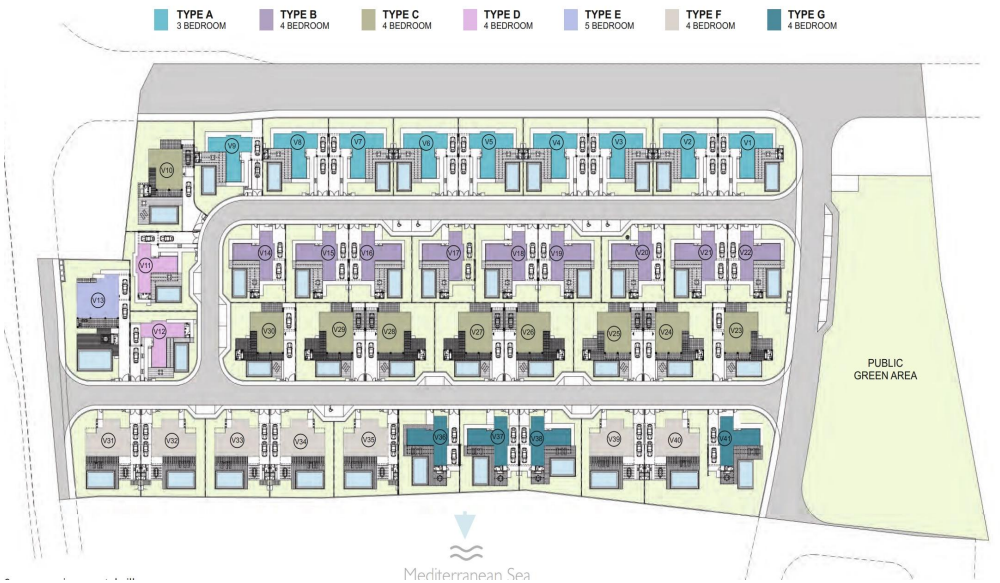 TYPE A
3 BEDROOM
TYPE B
4 BEDROOM
TYPE C
4 BEDROOM
TYPE D
4 BEDROOM
TYPE E
5 BEDROOM
TYPE F
4 BEDROOM
TYPE G
4 BEDROOM
V9
V8
V7
V6
V5
V4
V3
V2
V1
V10
V11
V14
V15
V16
V17
V18
V19
V20
V21
V22
V13
V12
V30
V29
V28
V27
V26
V25
V24
V23
PUBLIC
GREEN AREA
V31
V32
V33
V34
V35
V36
V37
V38
V39
V40
V41
Mediterranean Sea